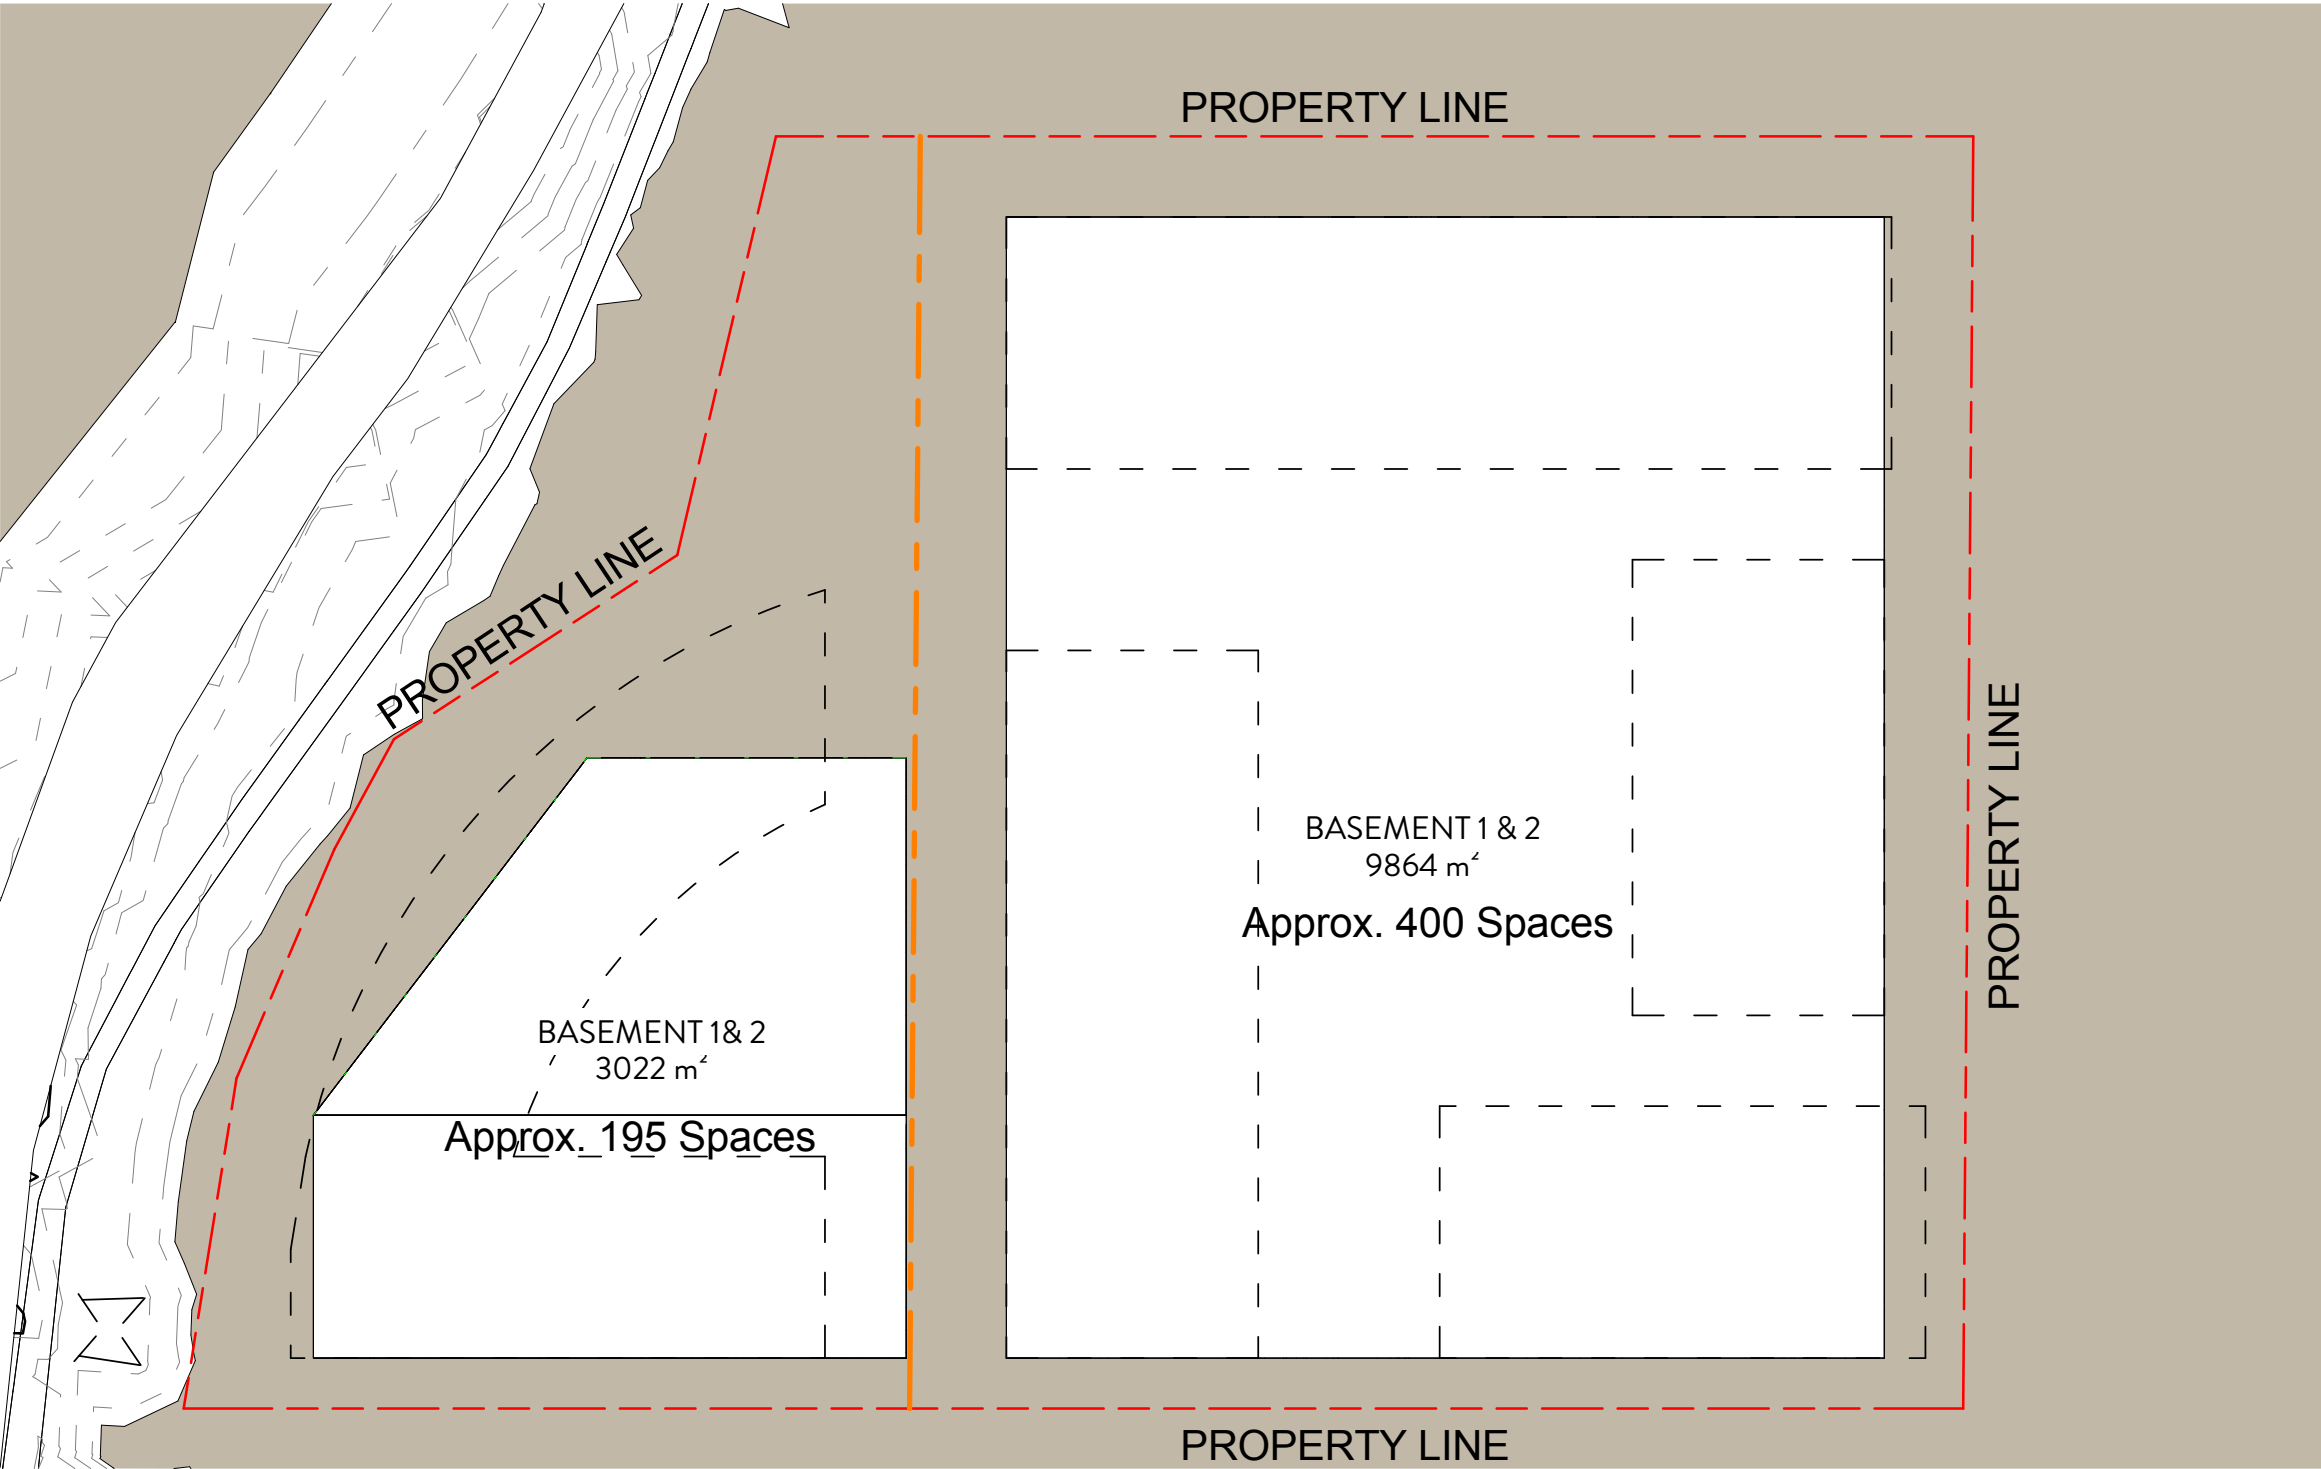 PROPERTY LINE
PROPERTY LINE
BASEMENT 1 & 2
9864 m²
Approx. 400 Spaces
PROPERTY LINE
BASEMENT 1& 2
3022 m²
Approx. 195 Spaces
PROPERTY LINE